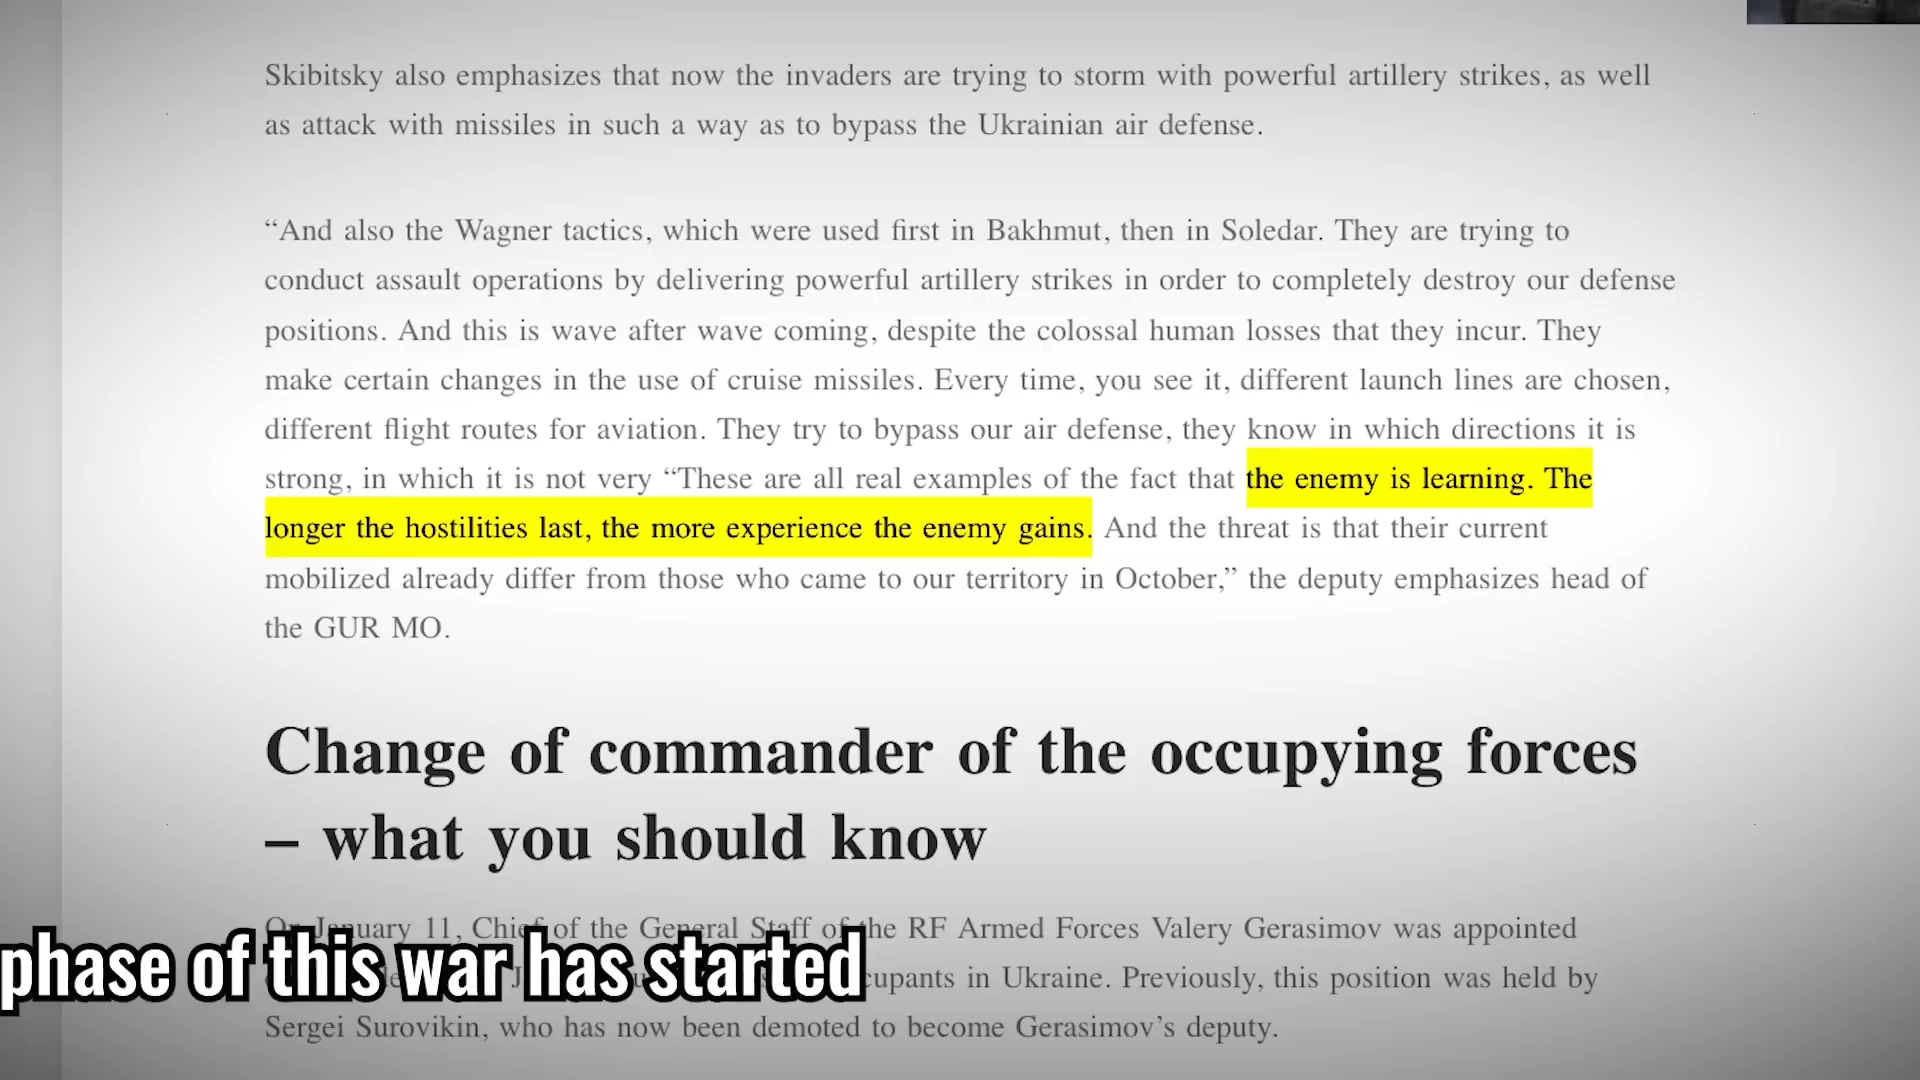 Skibitsky also emphasizes that now the invaders are trying to storm with powerful artillery strikes, as well
as attack with missiles in such a way as to bypass the Ukrainian air defense.
“And also the Wagner tactics, which were used first in Bakhmut, then in Soledar. They are trying to
conduct assault operations by delivering powerful artillery strikes in order to completely destroy our defense
positions. And this is wave after wave coming, despite the colossal human losses that they incur. They
make certain changes in the use of cruise missiles. Every time, you see it, different launch lines are chosen,
different flight routes for aviation. They try to bypass our air defense, they know in which directions it is
strong, in which it is not very “These are all real examples of the fact that the enemy is learning. The
longer the hostilities last, the more experience the enemy gains. And the threat is that their current
mobilized already differ from those who came to our territory in October,” the deputy emphasizes head of
the GUR MO.
Change of commander of the occupying forces
– what you should know
On January 11, Chief of the General Staff of the RF Armed Forces Valery Gerasimov was appointed
in Ukraine. Previously, this position was held by
phase of this war has started
Sergei Surovikin, who has now been demoted to become Gerasimov’s deputy.